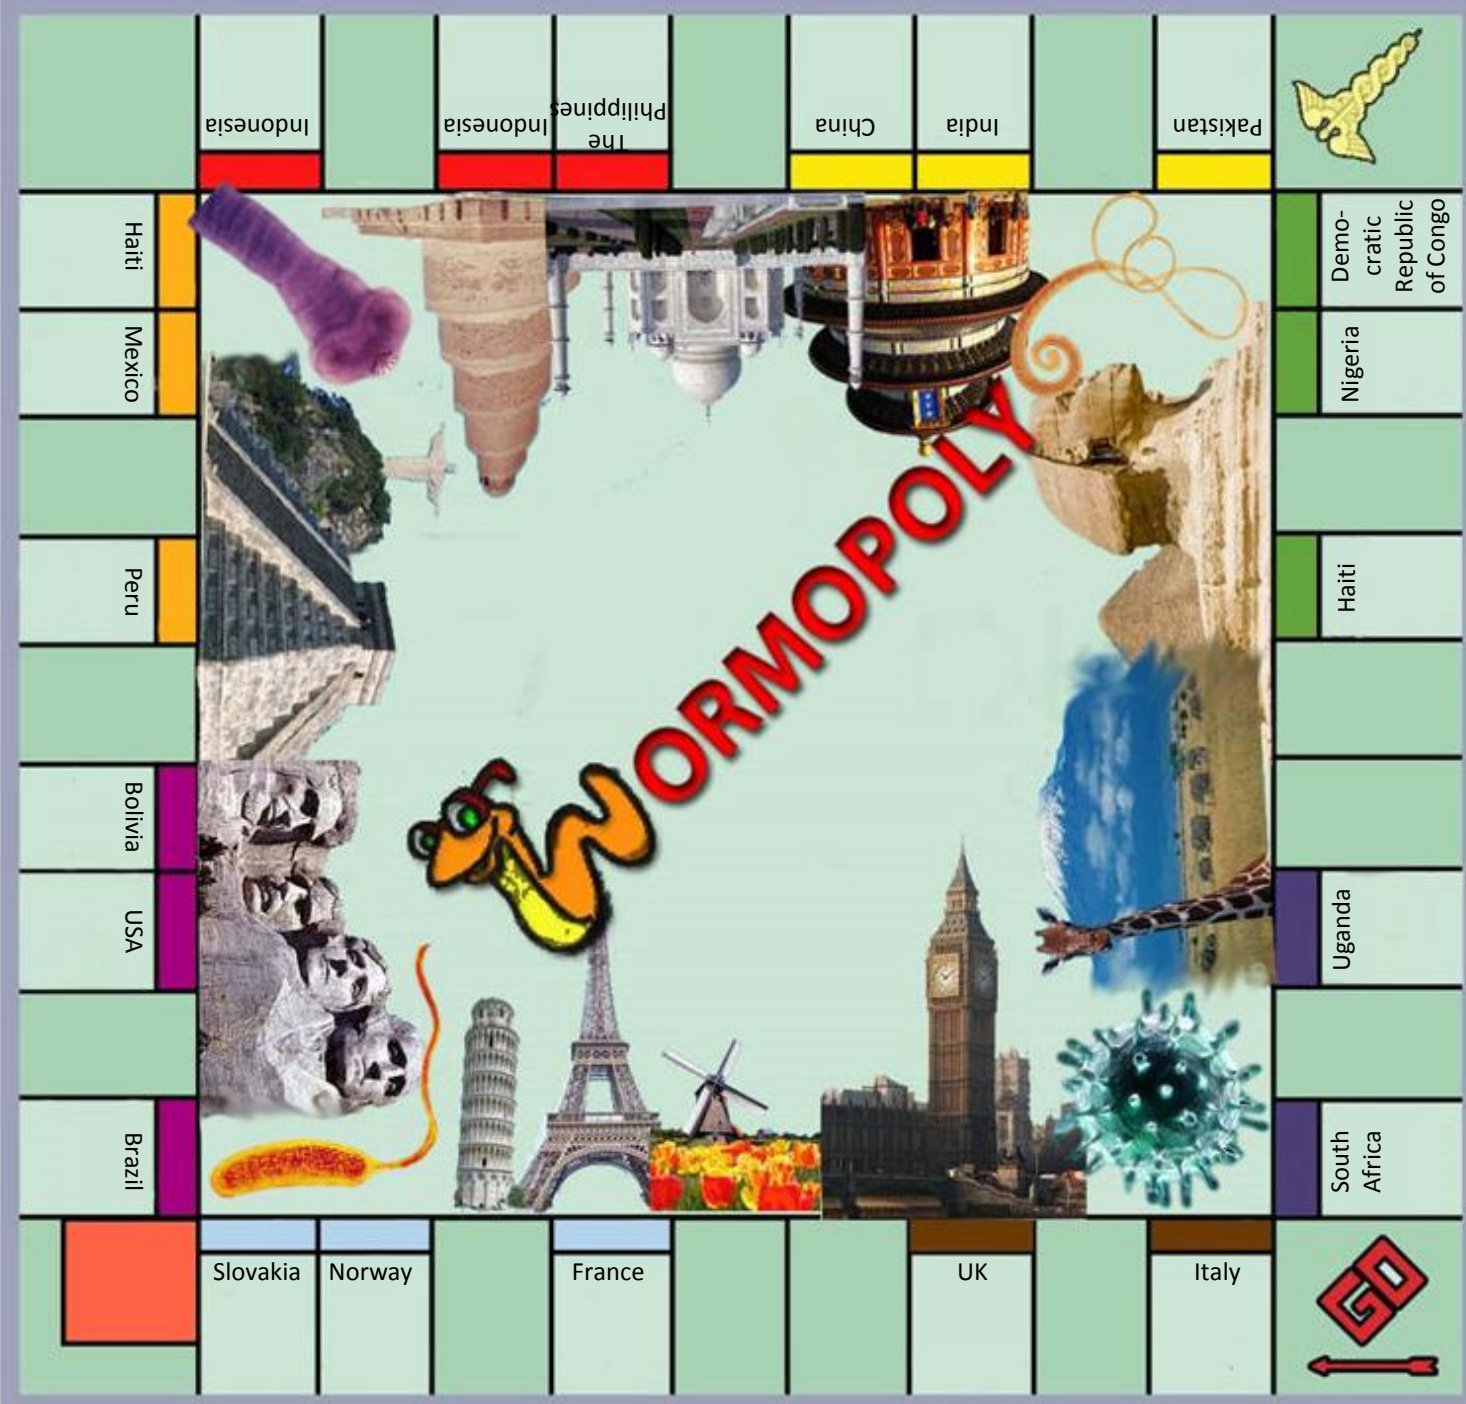 Indonesia
Indonesia
The
Philippines
China
India
Pakistan
Haiti
Mexico
Peru
Bolivia
USA
Brazil
Demo-
cratic
Republic
of Congo
Nigeria
Haiti
Uganda
South
Africa
WORMOPOLY
Slovakia
Norway
France
UK
Italy
GO